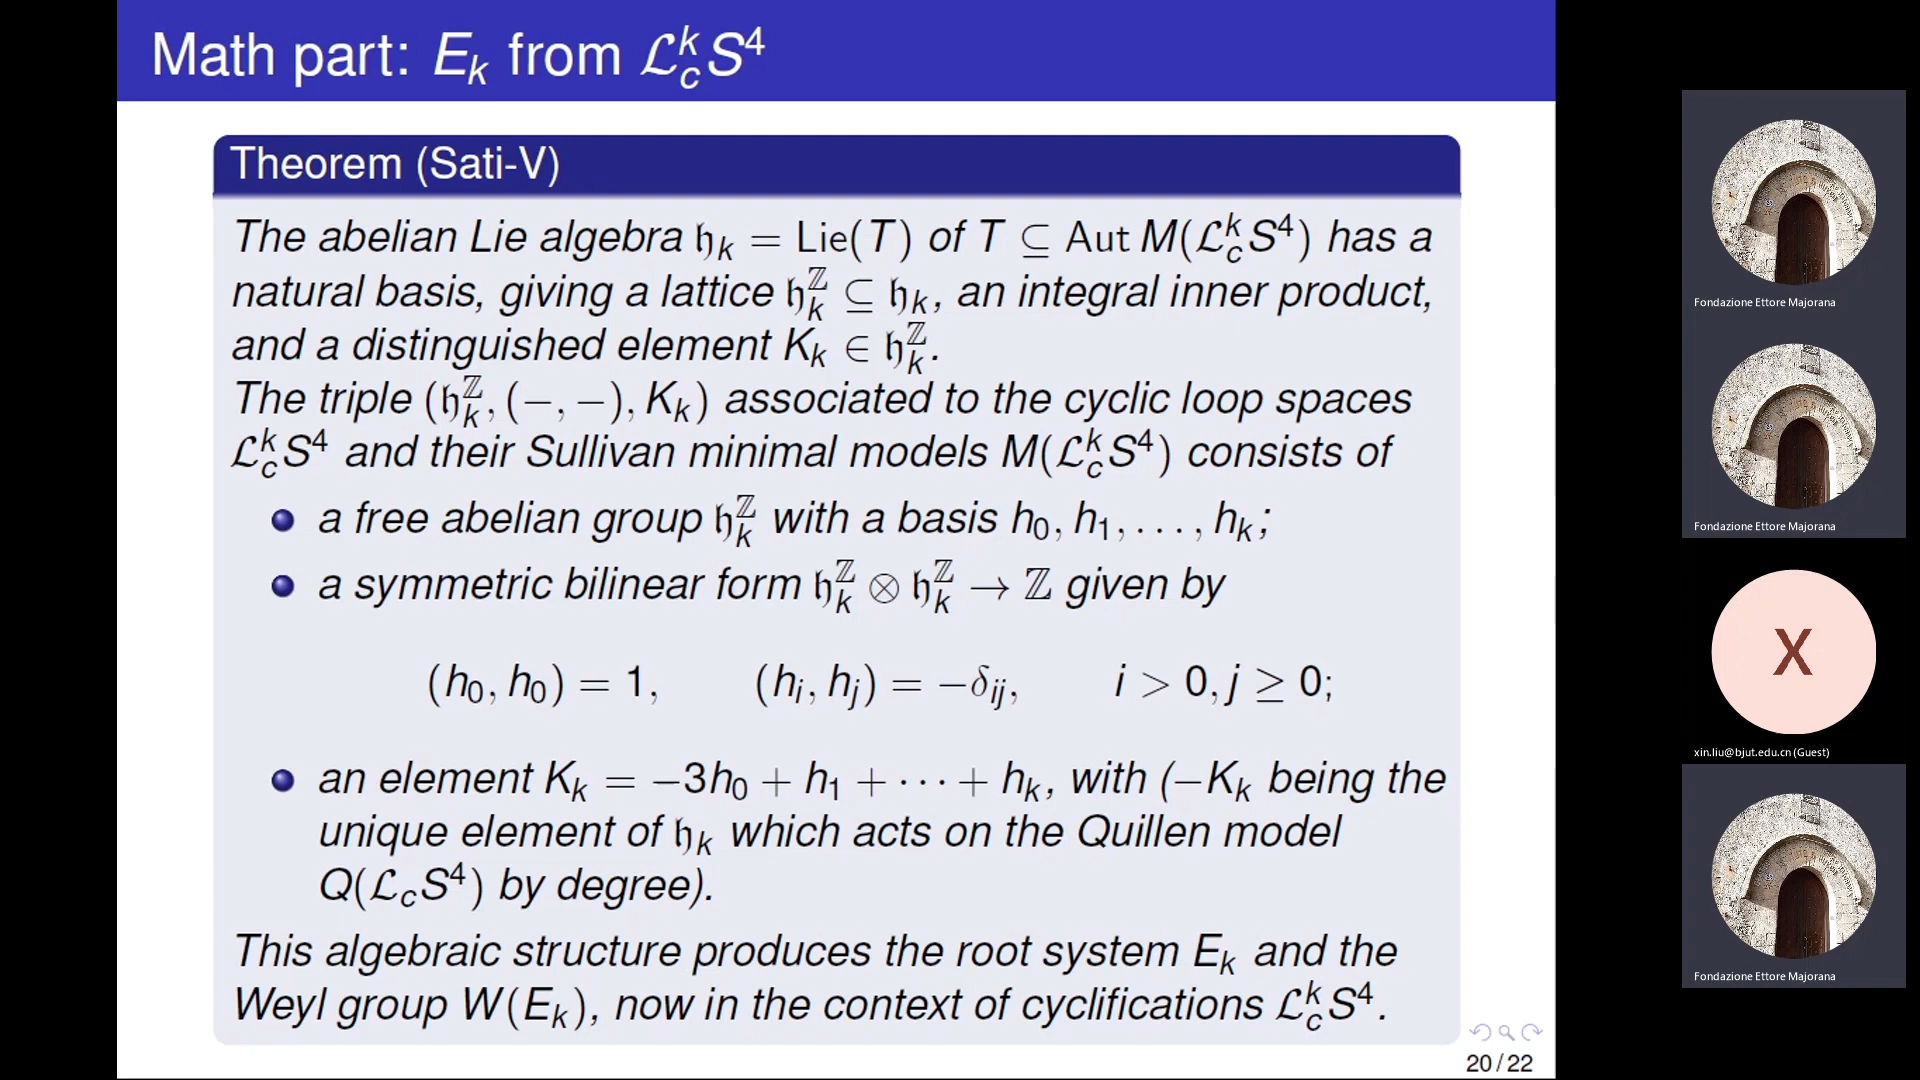 Math part: E_k from 𝓛_c^k S^4
Theorem (Sati-V)
The abelian Lie algebra 𝔥_k = Lie(T) of T ⊆ Aut M(𝓛_c^k S^4) has a
natural basis, giving a lattice 𝔥_k^ℤ ⊆ 𝔥_k, an integral inner product,
and a distinguished element K_k ∈ 𝔥_k^ℤ.
The triple (𝔥_k^ℤ, (−, −), K_k) associated to the cyclic loop spaces
𝓛_c^k S^4 and their Sullivan minimal models M(𝓛_c^k S^4) consists of
a free abelian group 𝔥_k^ℤ with a basis h_0, h_1, . . . , h_k;
a symmetric bilinear form 𝔥_k^ℤ ⊗ 𝔥_k^ℤ → ℤ given by
(h_0, h_0) = 1, (h_i, h_j) = −δ_ij, i > 0, j ≥ 0;
an element K_k = −3h_0 + h_1 + ⋯ + h_k, with (−K_k being the
unique element of 𝔥_k which acts on the Quillen model
Q(𝓛_c S^4) by degree).
This algebraic structure produces the root system E_k and the
Weyl group W(E_k), now in the context of cyclifications 𝓛_c^k S^4.
20/22
Fondazione Ettore Majorana
Fondazione Ettore Majorana
X
xin.liu@bjut.edu.cn (Guest)
Fondazione Ettore Majorana